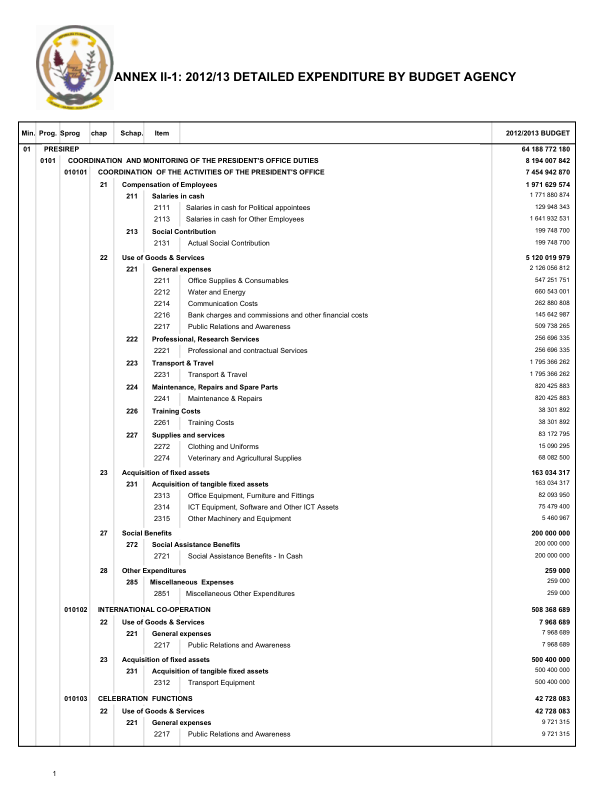 ANNEX II-1: 2012/13 DETAILED EXPENDITURE BY BUDGET AGENCY
Min. Prog. Sprog chap Schap. Item 2012/2013 BUDGET
01 PRESIREP 64 188 772 180
0101 COORDINATION AND MONITORING OF THE PRESIDENT'S OFFICE DUTIES 8 194 007 842
010101 COORDINATION OF THE ACTIVITIES OF THE PRESIDENT'S OFFICE 7 454 942 870
21 Compensation of Employees 1 971 629 574
211 Salaries in cash 1 771 880 874
2111 Salaries in cash for Political appointees 129 948 343
2113 Salaries in cash for Other Employees 1 641 932 531
213 Social Contribution 199 748 700
2131 Actual Social Contribution 199 748 700
22 Use of Goods & Services 5 120 019 979
221 General expenses 2 126 056 812
2211 Office Supplies & Consumables 547 251 751
2212 Water and Energy 660 543 001
2214 Communication Costs 262 880 808
2216 Bank charges and commissions and other financial costs 145 642 987
2217 Public Relations and Awareness 509 738 265
222 Professional, Research Services 256 696 335
2221 Professional and contractual Services 256 696 335
223 Transport & Travel 1 795 366 262
2231 Transport & Travel 1 795 366 262
224 Maintenance, Repairs and Spare Parts 820 425 883
2241 Maintenance & Repairs 820 425 883
226 Training Costs 38 301 892
2261 Training Costs 38 301 892
227 Supplies and services 83 172 795
2272 Clothing and Uniforms 15 090 295
2274 Veterinary and Agricultural Supplies 68 082 500
23 Acquisition of fixed assets 163 034 317
231 Acquisition of tangible fixed assets 163 034 317
2313 Office Equipment, Furniture and Fittings 82 093 950
2314 ICT Equipment, Software and Other ICT Assets 75 479 400
2315 Other Machinery and Equipment 5 460 967
27 Social Benefits 200 000 000
272 Social Assistance Benefits 200 000 000
2721 Social Assistance Benefits - In Cash 200 000 000
28 Other Expenditures 259 000
285 Miscellaneous Expenses 259 000
2851 Miscellaneous Other Expenditures 259 000
010102 INTERNATIONAL CO-OPERATION 508 368 689
22 Use of Goods & Services 7 968 689
221 General expenses 7 968 689
2217 Public Relations and Awareness 7 968 689
23 Acquisition of fixed assets 500 400 000
231 Acquisition of tangible fixed assets 500 400 000
2312 Transport Equipment 500 400 000
010103 CELEBRATION FUNCTIONS 42 728 083
22 Use of Goods & Services 42 728 083
221 General expenses 9 721 315
2217 Public Relations and Awareness 9 721 315
1